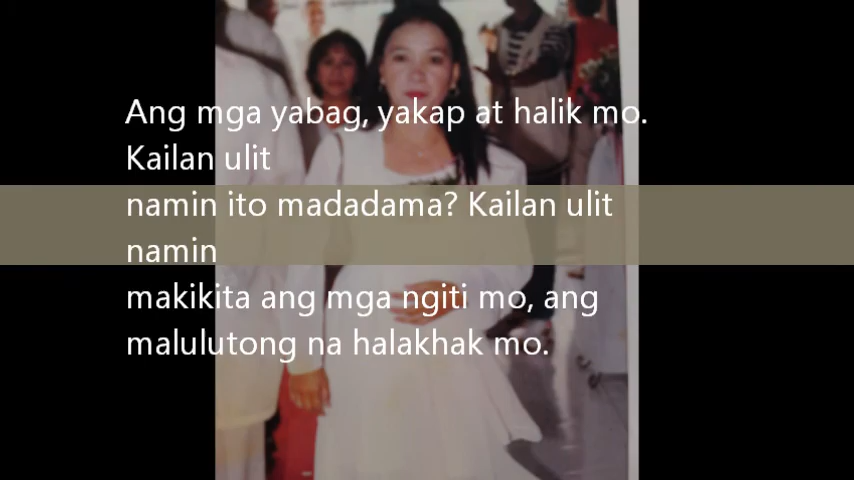 Ang mga yabag, yakap at halik mo.
Kailan ulit
namin ito madadama? Kailan ulit
namin
makikita ang mga ngiti mo, ang
malulutong na halakhak mo.